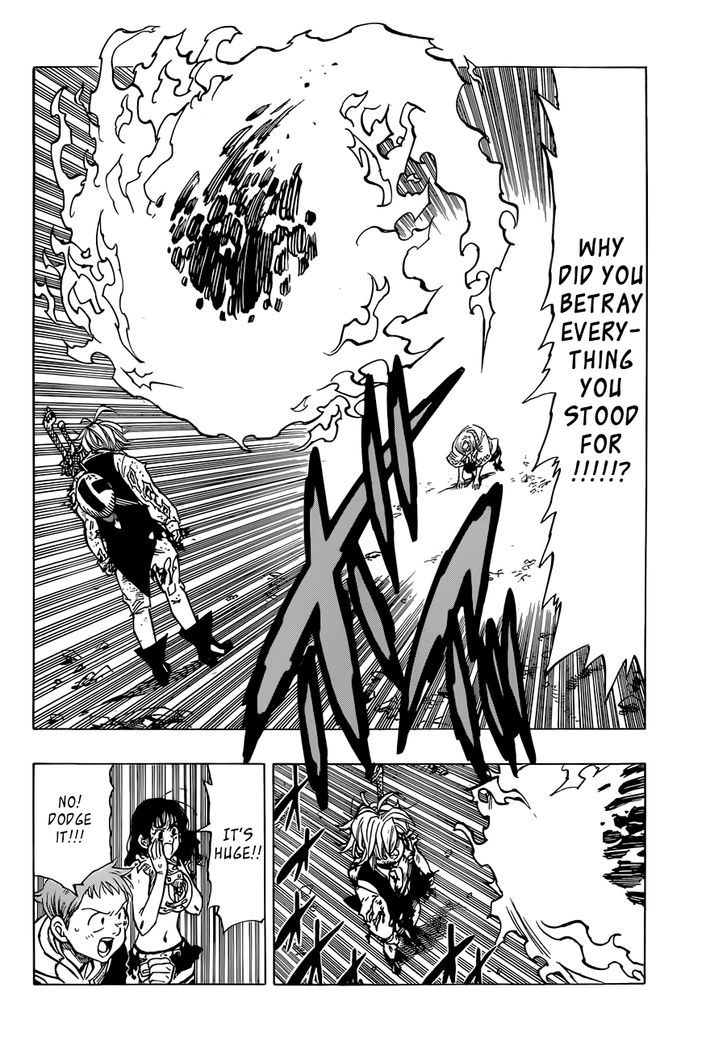 WHY
DID YOU
BETRAY
EVERY-
THING
YOU
STOOD
FOR
!!!!!?
NO!
DODGE
IT!!!
IT'S
HUGE!!